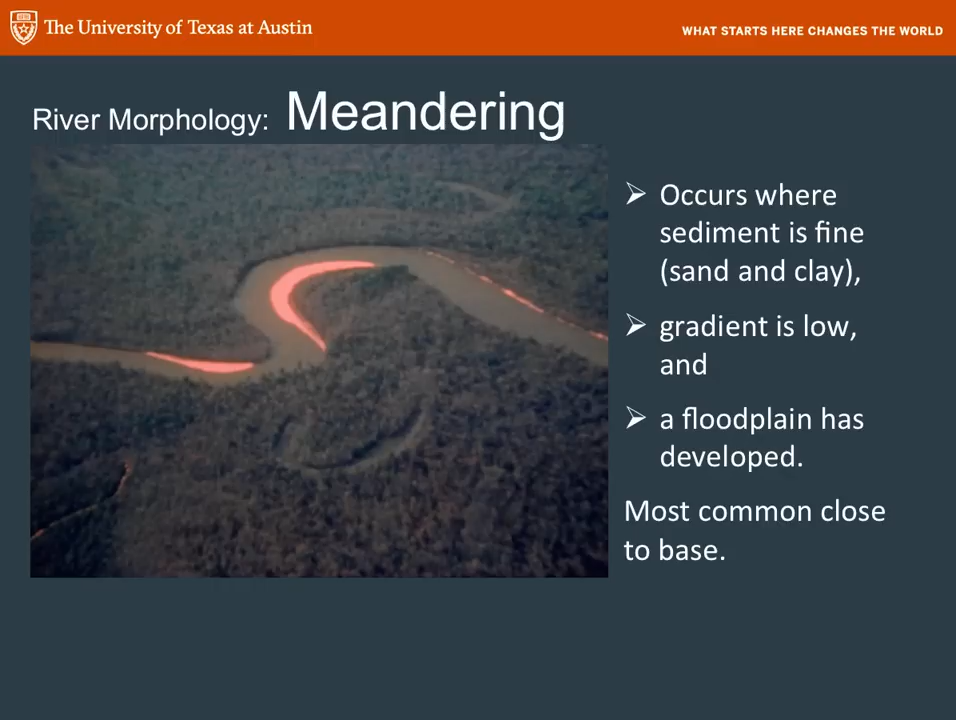 The University of Texas at Austin
WHAT STARTS HERE CHANGES THE WORLD
River Morphology: Meandering
➢ Occurs where
sediment is fine
(sand and clay),
➢ gradient is low,
and
➢ a floodplain has
developed.
Most common close
to base.